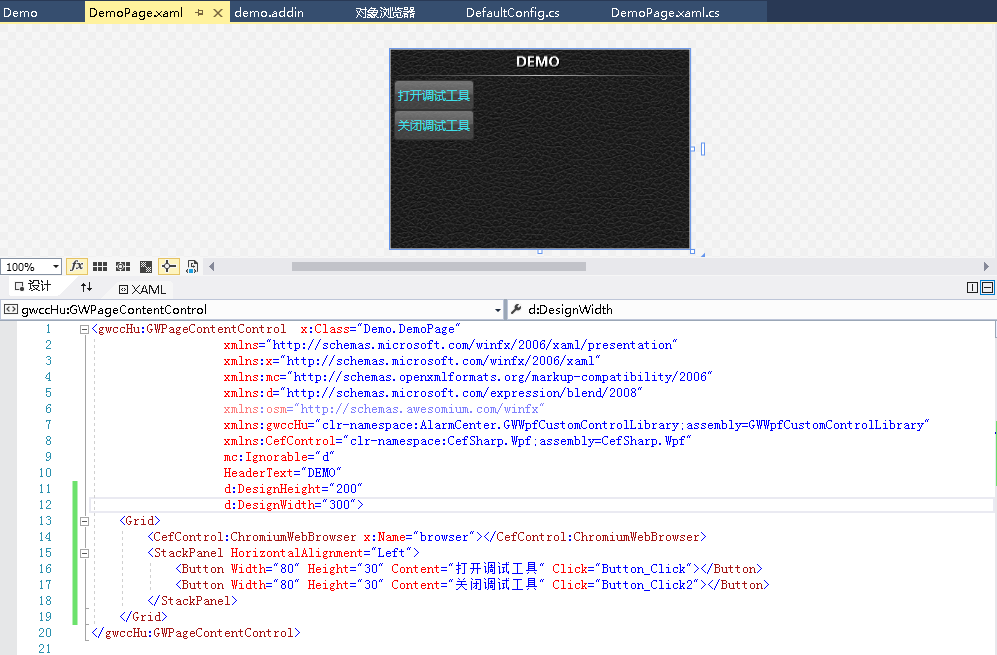 Demo DemoPage.xaml demo.addin 对象浏览器 DefaultConfig.cs DemoPage.xaml.cs
DEMO
打开调试工具
关闭调试工具
100% fx
设计 XAML
gwccHu:GWPageContentControl d:DesignWidth
1 <gwccHu:GWPageContentControl x:Class="Demo.DemoPage"
2 xmlns="http://schemas.microsoft.com/winfx/2006/xaml/presentation"
3 xmlns:x="http://schemas.microsoft.com/winfx/2006/xaml"
4 xmlns:mc="http://schemas.openxmlformats.org/markup-compatibility/2006"
5 xmlns:d="http://schemas.microsoft.com/expression/blend/2008"
6 xmlns:osm="http://schemas.awesomium.com/winfx"
7 xmlns:gwccHu="clr-namespace:AlarmCenter.GWWpfCustomControlLibrary;assembly=GWWpfCustomControlLibrary"
8 xmlns:CefControl="clr-namespace:CefSharp.Wpf;assembly=CefSharp.Wpf"
9 mc:Ignorable="d"
10 HeaderText="DEMO"
11 d:DesignHeight="200"
12 d:DesignWidth="300">
13 <Grid>
14 <CefControl:ChromiumWebBrowser x:Name="browser"></CefControl:ChromiumWebBrowser>
15 <StackPanel HorizontalAlignment="Left">
16 <Button Width="80" Height="30" Content="打开调试工具" Click="Button_Click"></Button>
17 <Button Width="80" Height="30" Content="关闭调试工具" Click="Button_Click2"></Button>
18 </StackPanel>
19 </Grid>
20 </gwccHu:GWPageContentControl>
21